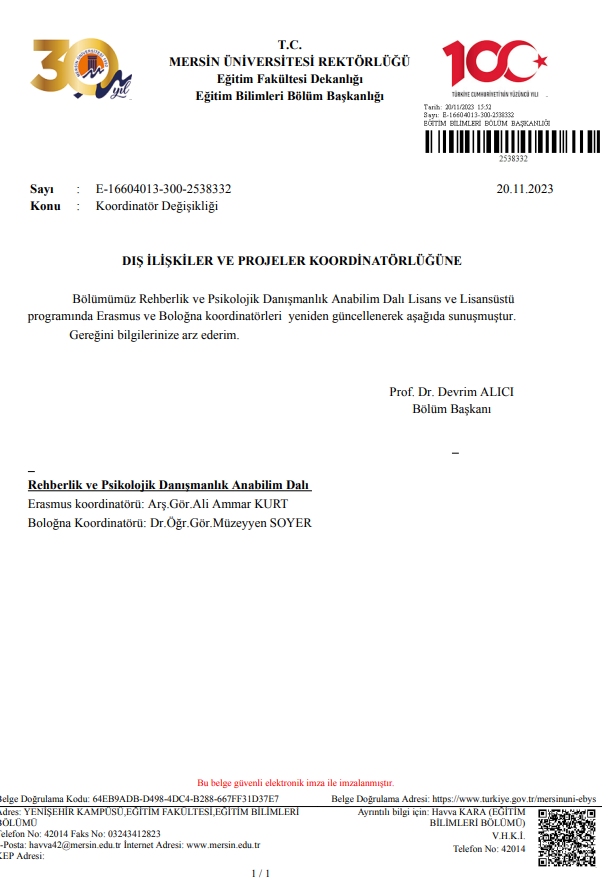 30
MERSİN ÜNİVERSİTESİ
yıl
T.C.
MERSİN ÜNİVERSİTESİ REKTÖRLÜĞÜ
Eğitim Fakültesi Dekanlığı
Eğitim Bilimleri Bölüm Başkanlığı
100
TÜRKİYE CUMHURİYETİ'NİN YÜZÜNCÜ YILI
Tarih: 20/11/2023 15:52
Sayı: E-16604013-300-2538332
EĞİTİM BİLİMLERİ BÖLÜM BAŞKANLIĞI
2538332
Sayı : E-16604013-300-2538332 20.11.2023
Konu : Koordinatör Değişikliği
DIŞ İLİŞKİLER VE PROJELER KOORDİNATÖRLÜĞÜNE
Bölümümüz Rehberlik ve Psikolojik Danışmanlık Anabilim Dalı Lisans ve Lisansüstü
programında Erasmus ve Boloğna koordinatörleri yeniden güncellenerek aşağıda sunuşmuştur.
Gereğini bilgilerinize arz ederim.
Prof. Dr. Devrim ALICI
Bölüm Başkanı
Rehberlik ve Psikolojik Danışmanlık Anabilim Dalı
Erasmus koordinatörü: Arş.Gör.Ali Ammar KURT
Boloğna Koordinatörü: Dr.Öğr.Gör.Müzeyyen SOYER
Bu belge güvenli elektronik imza ile imzalanmıştır.
Belge Doğrulama Kodu: 64EB9ADB-D498-4DC4-B288-667FF31D37E7 Belge Doğrulama Adresi: https://www.turkiye.gov.tr/mersinuni-ebys
Adres: YENİŞEHİR KAMPÜSÜ,EĞİTİM FAKÜLTESİ,EĞİTİM BİLİMLERİ
BÖLÜMÜ
Telefon No: 42014 Faks No: 03243412823
-Posta: havva42@mersin.edu.tr İnternet Adresi: www.mersin.edu.tr
KEP Adresi:
Ayrıntılı bilgi için: Havva KARA (EĞİTİM
BİLİMLERİ BÖLÜMÜ)
V.H.K.İ.
Telefon No: 42014
1 / 1